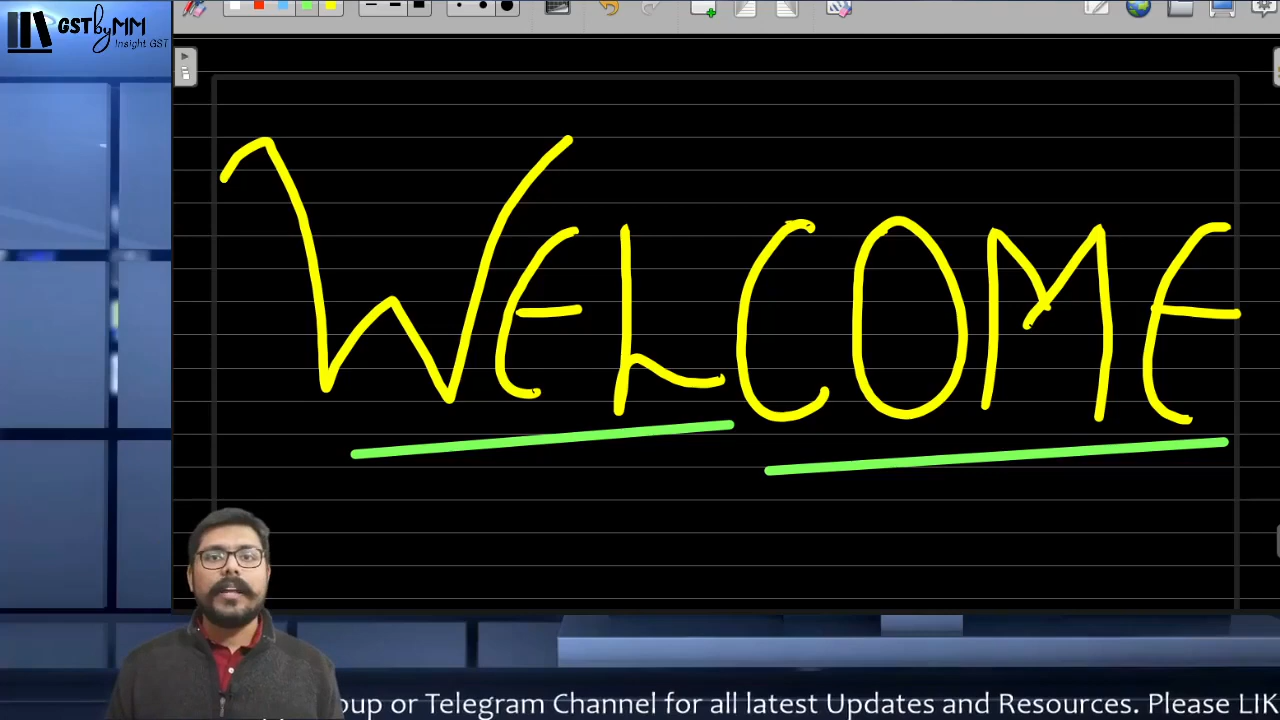 GSTbyMM
Insight GST
WELCOME
oup or Telegram Channel for all latest Updates and Resources. Please LIK